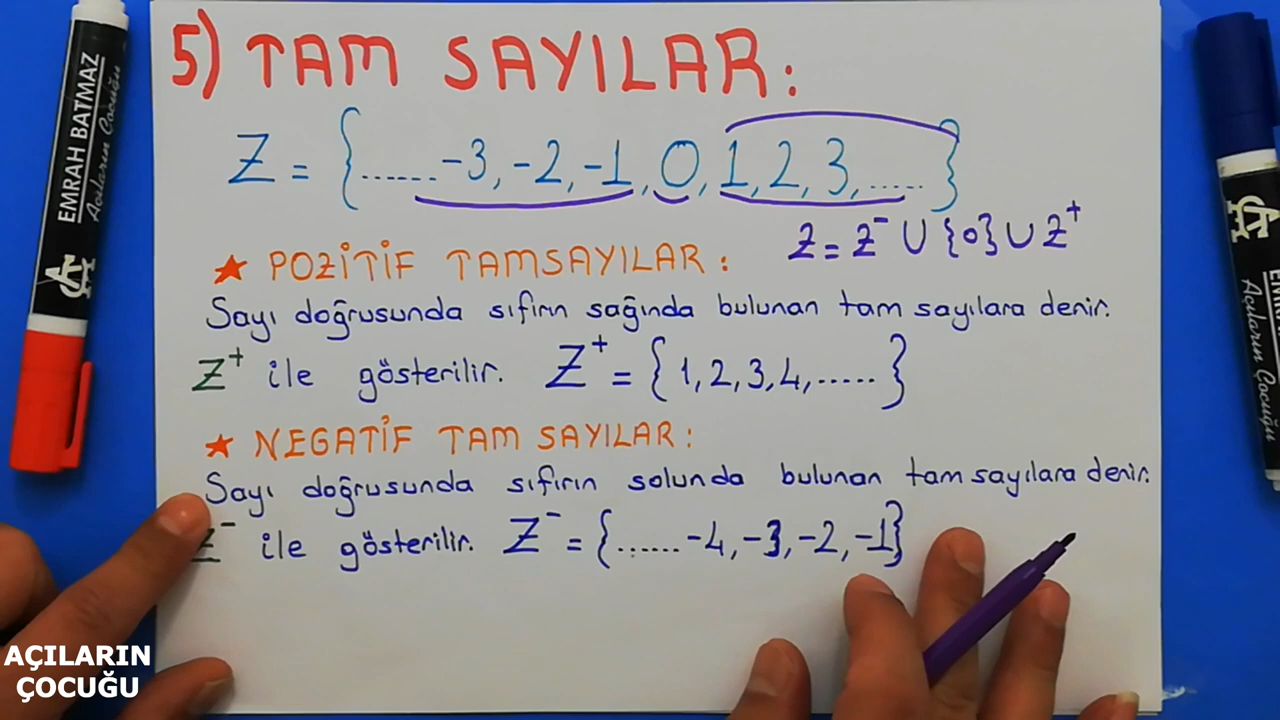 5) TAM SAYILAR:
Z = {......-3, -2, -1, 0, 1, 2, 3, .....}
Z = Z⁻ ∪ {0} ∪ Z⁺
★ POZİTİF TAMSAYILAR:
Sayı doğrusunda sıfırın sağında bulunan tam sayılara denir.
Z⁺ ile gösterilir. Z⁺ = {1, 2, 3, 4, .....}
★ NEGATİF TAM SAYILAR:
Sayı doğrusunda sıfırın solunda bulunan tam sayılara denir.
Z⁻ ile gösterilir. Z⁻ = {.......-4, -3, -2, -1}
EMRAH BATMAZ
Açıların Çocuğu
Açıların Çocuğu
AÇILARIN
ÇOCUĞU